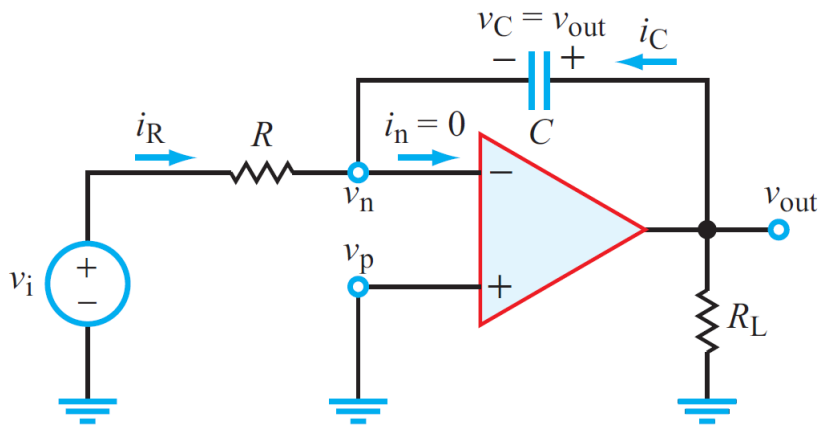 v_C = v_out
− +
i_C
i_R
R
i_n = 0
C
v_n
−
v_out
v_p
+
v_i
+
−
R_L